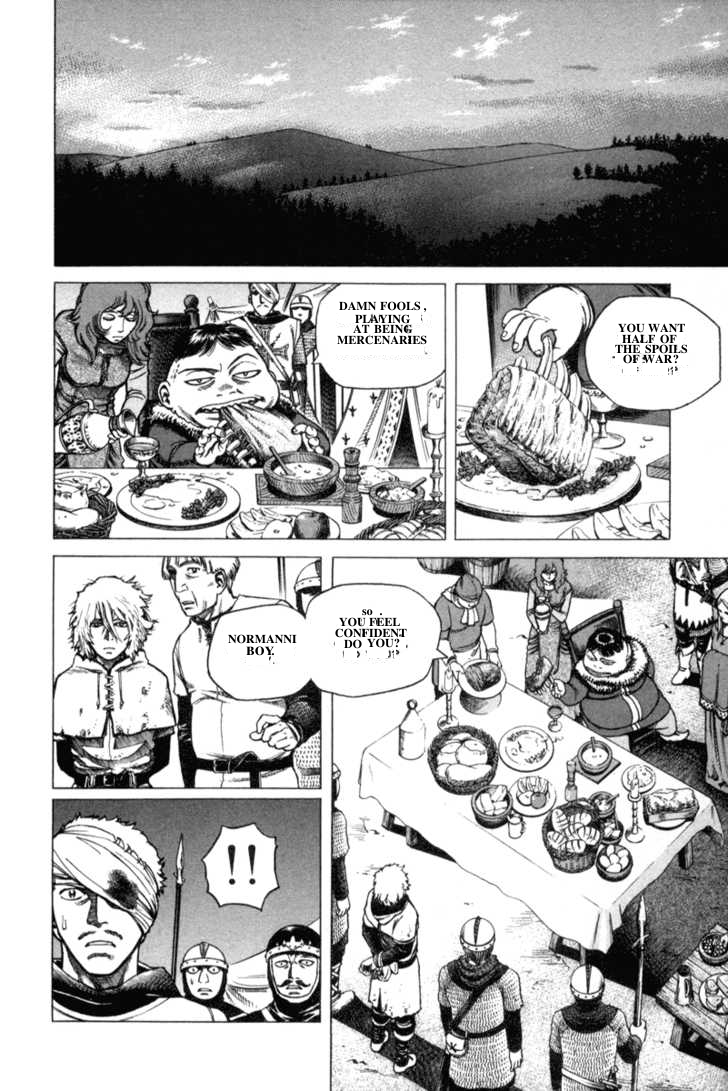 YOU WANT
HALF OF
THE SPOILS
OF WAR?
DAMN FOOLS,
PLAYING
AT BEING
MERCENARIES
so
YOU FEEL
CONFIDENT
DO YOU?
NORMANNI
BOY.
!!